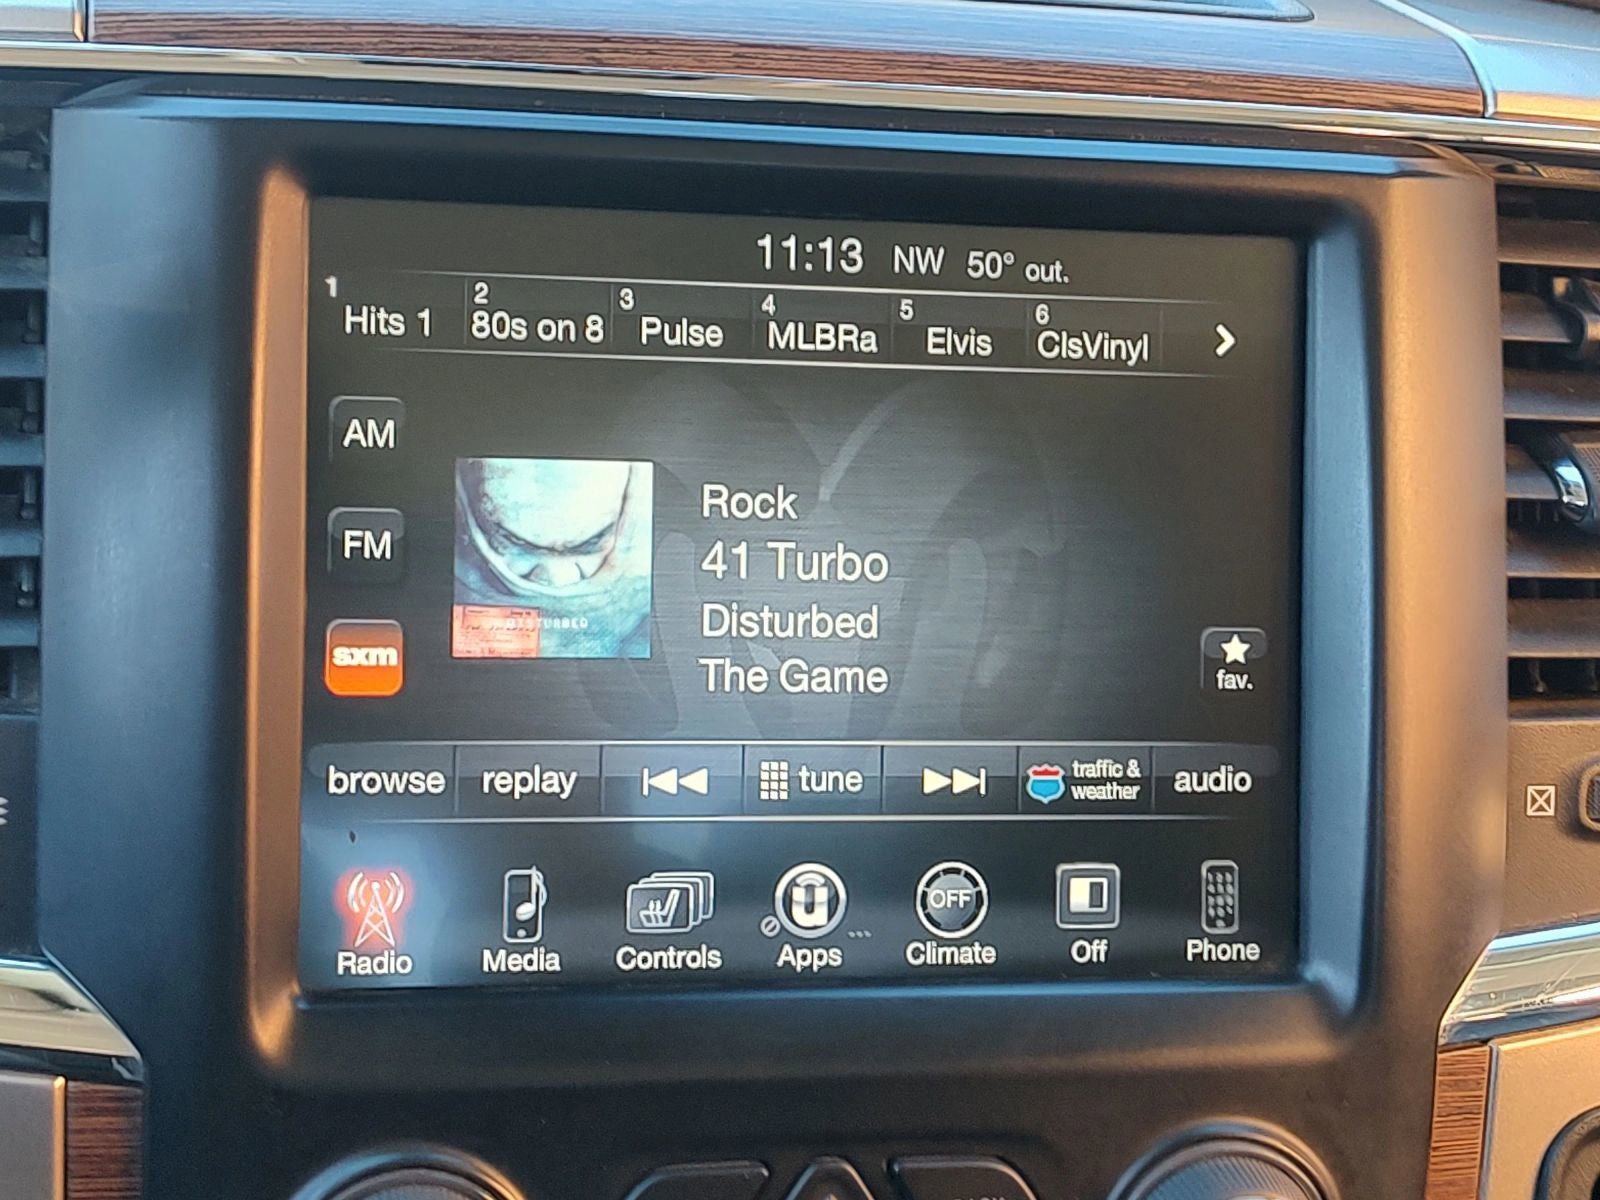 11:13 NW 50° out.
1 2 3 4 5 6
Hits 1 80s on 8 Pulse MLBRa Elvis ClsVinyl
AM
FM
sxm
DISTURBED
Rock
41 Turbo
Disturbed
The Game
fav.
browse replay tune traffic & weather audio
OFF
Radio Media Controls Apps Climate Off Phone